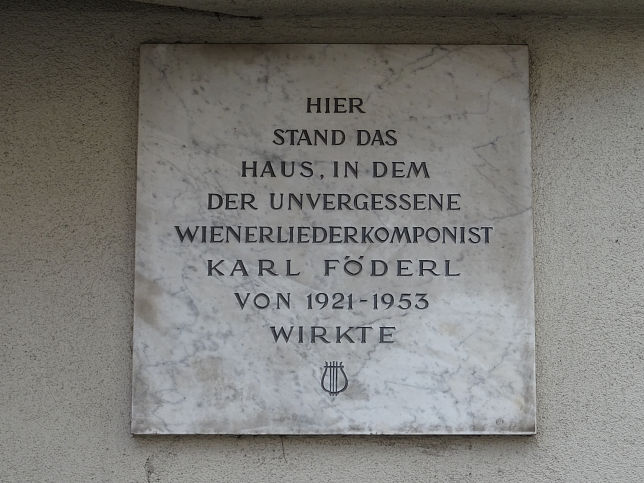 HIER
STAND DAS
HAUS, IN DEM
DER UNVERGESSENE
WIENERLIEDERKOMPONIST
KARL FÖDERL
VON 1921-1953
WIRKTE